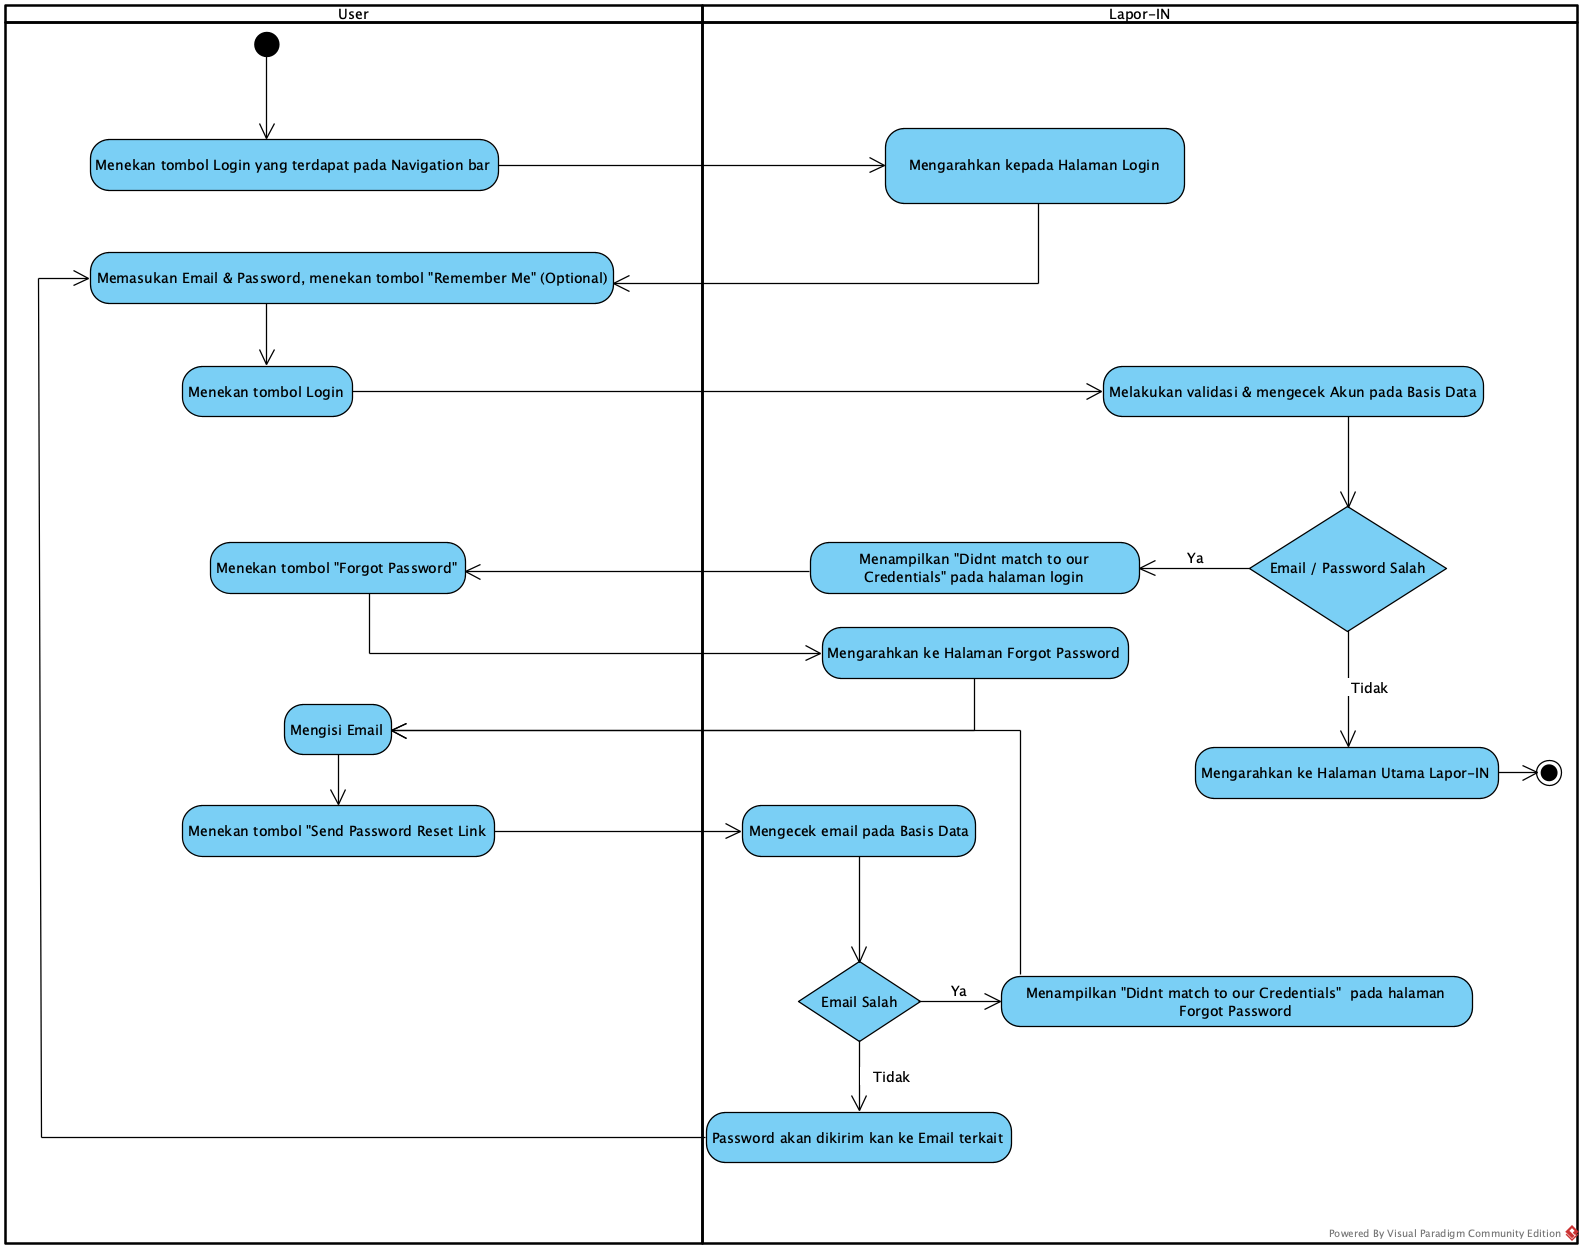 User
Lapor-IN
Menekan tombol Login yang terdapat pada Navigation bar
Mengarahkan kepada Halaman Login
Memasukan Email & Password, menekan tombol "Remember Me" (Optional)
Menekan tombol Login
Melakukan validasi & mengecek Akun pada Basis Data
Email / Password Salah
Ya
Menampilkan "Didnt match to our
Credentials" pada halaman login
Menekan tombol "Forgot Password"
Mengarahkan ke Halaman Forgot Password
Tidak
Mengisi Email
Mengarahkan ke Halaman Utama Lapor-IN
Menekan tombol "Send Password Reset Link
Mengecek email pada Basis Data
Email Salah
Ya
Menampilkan "Didnt match to our Credentials"  pada halaman
Forgot Password
Tidak
Password akan dikirim kan ke Email terkait
Powered By Visual Paradigm Community Edition